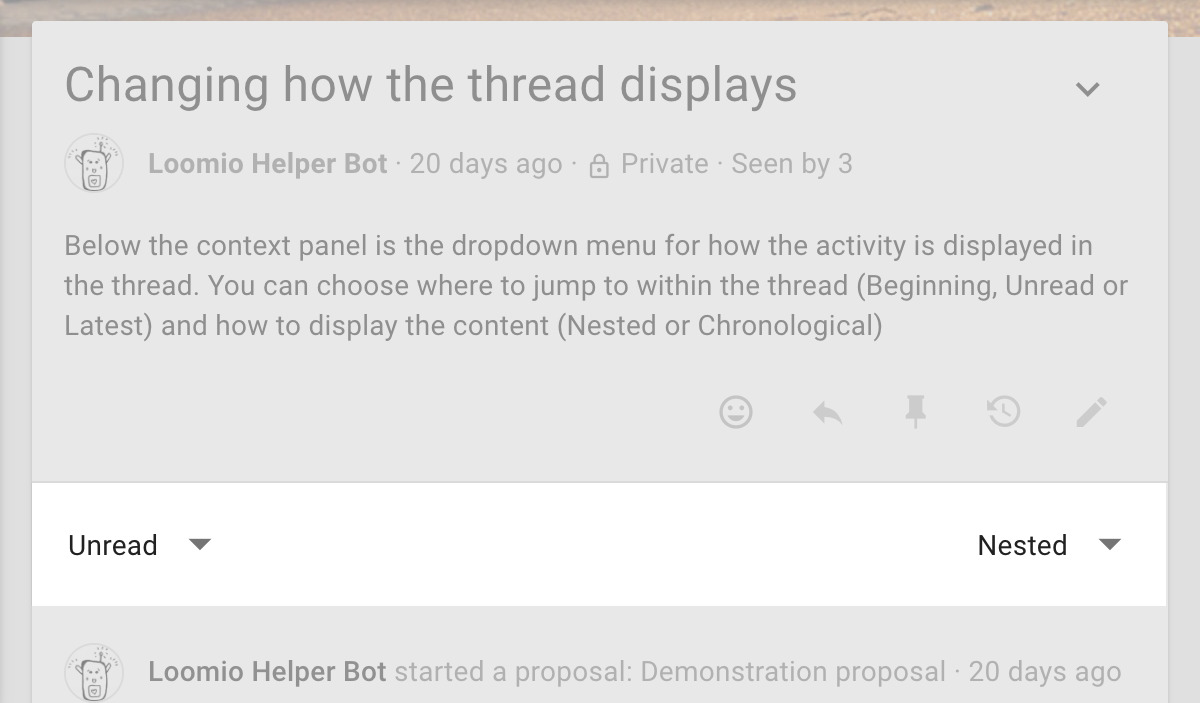 Changing how the thread displays
Loomio Helper Bot · 20 days ago · Private · Seen by 3
Below the context panel is the dropdown menu for how the activity is displayed in
the thread. You can choose where to jump to within the thread (Beginning, Unread or
Latest) and how to display the content (Nested or Chronological)
Unread Nested
Loomio Helper Bot started a proposal: Demonstration proposal · 20 days ago